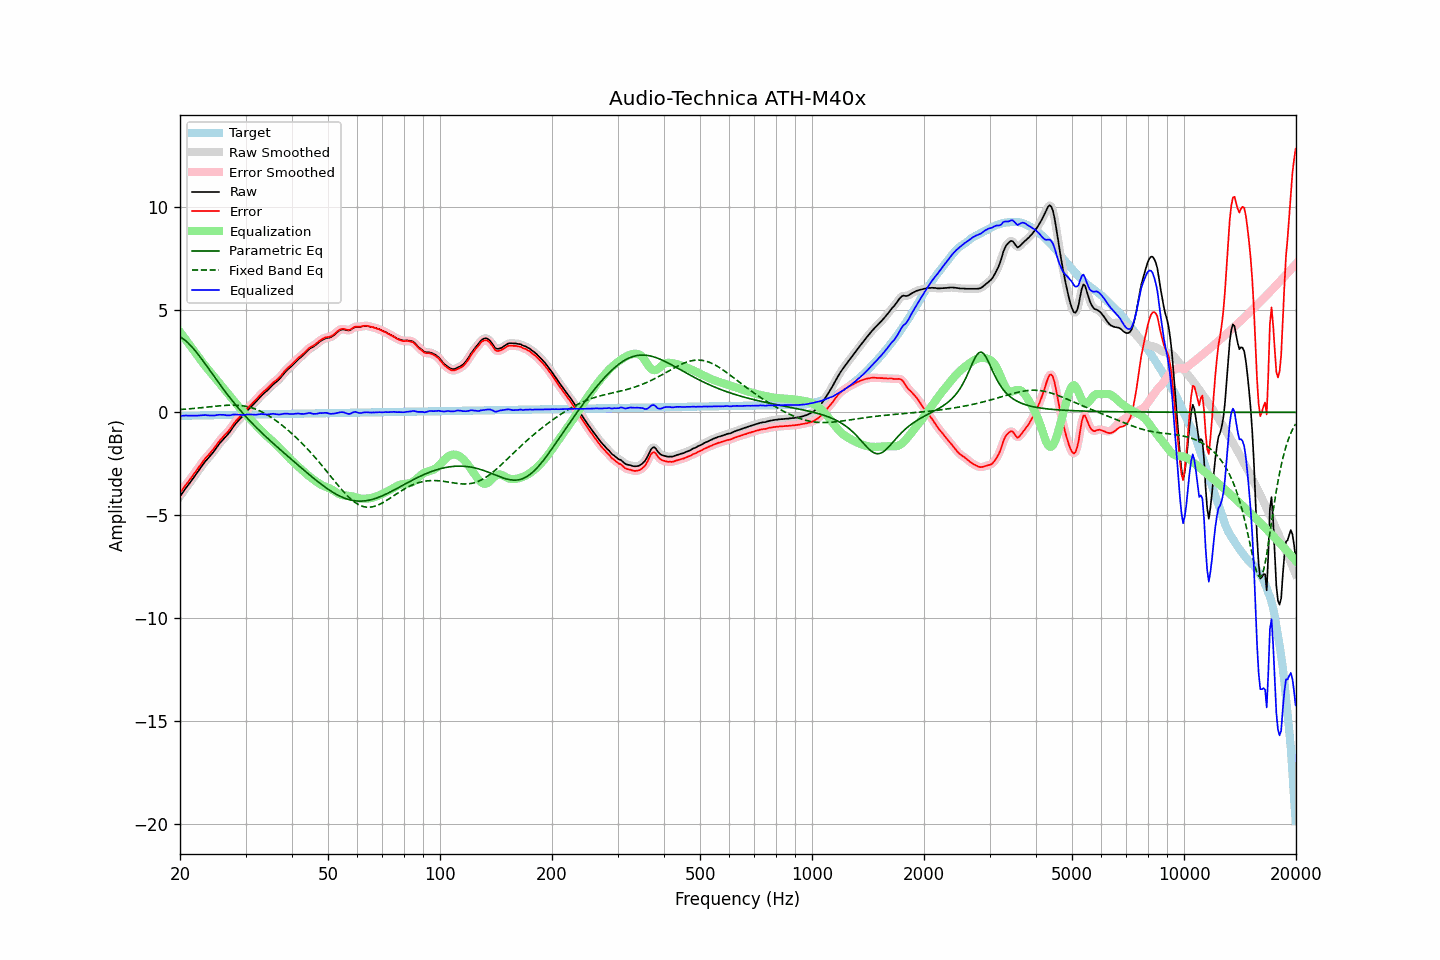 Audio-Technica ATH-M40x
Target
Raw Smoothed
Error Smoothed
Raw
Error
Equalization
Parametric Eq
Fixed Band Eq
Equalized
Amplitude (dBr)
10
5
0
−5
−10
−15
−20
20 50 100 200 500 1000 2000 5000 10000 20000
Frequency (Hz)